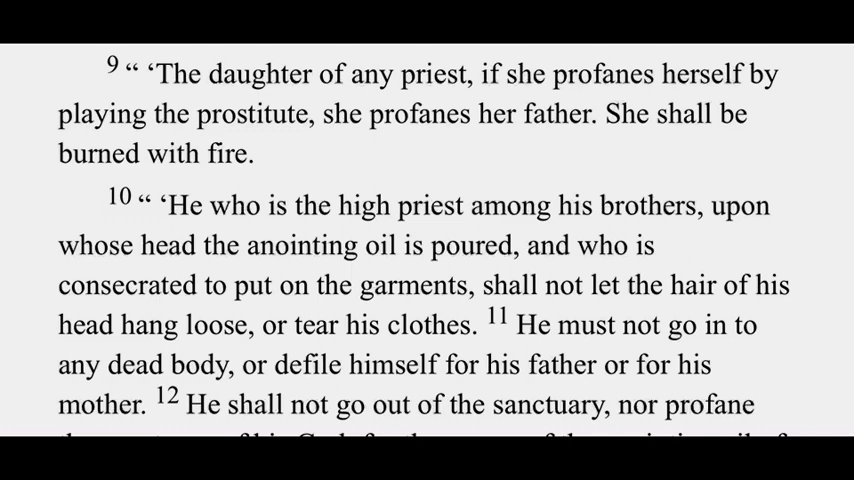 9 “ ‘The daughter of any priest, if she profanes herself by
playing the prostitute, she profanes her father. She shall be
burned with fire.
10 “ ‘He who is the high priest among his brothers, upon
whose head the anointing oil is poured, and who is
consecrated to put on the garments, shall not let the hair of his
head hang loose, or tear his clothes. 11 He must not go in to
any dead body, or defile himself for his father or for his
mother. 12 He shall not go out of the sanctuary, nor profane